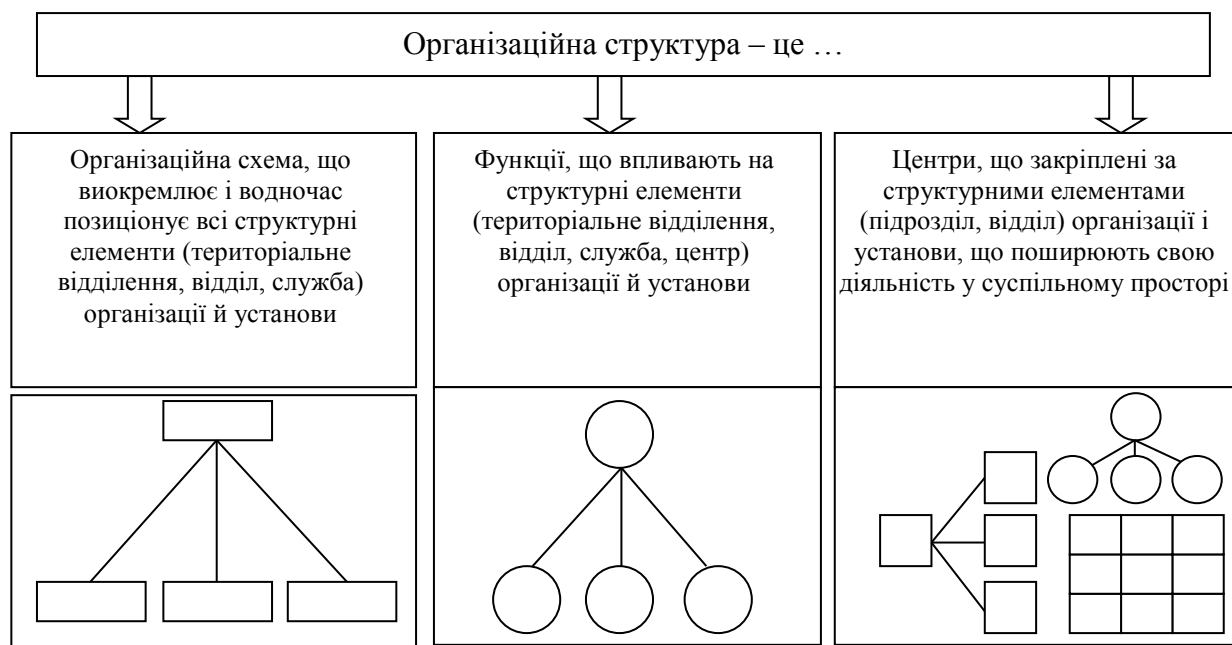 Організаційна структура – це …
Організаційна схема, що
виокремлює і водночас
позиціонує всі структурні
елементи (територіальне
відділення, відділ, служба)
організації й установи
Функції, що впливають на
структурні елементи
(територіальне відділення,
відділ, служба, центр)
організації й установи
Центри, що закріплені за
структурними елементами
(підрозділ, відділ) організації і
установи, що поширюють свою
діяльність у суспільному просторі